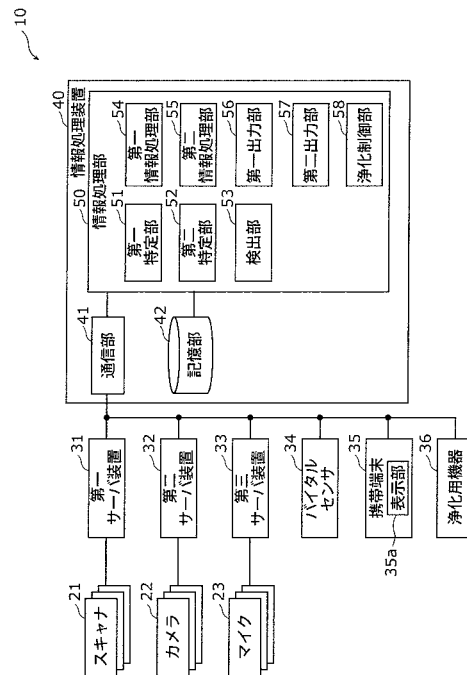 10
40
情報処理装置
50
情報処理部
51
第一
特定部
52
第二
特定部
53
検出部
54
第一
情報処理部
55
第二
情報処理部
56
第一出力部
57
第二出力部
58
浄化制御部
41
通信部
42
記憶部
31
第一
サーバ装置
32
第二
サーバ装置
33
第三
サーバ装置
34
バイタル
センサ
35
携帯端末
表示部
35a
36
浄化用機器
21
スキャナ
22
カメラ
23
マイク